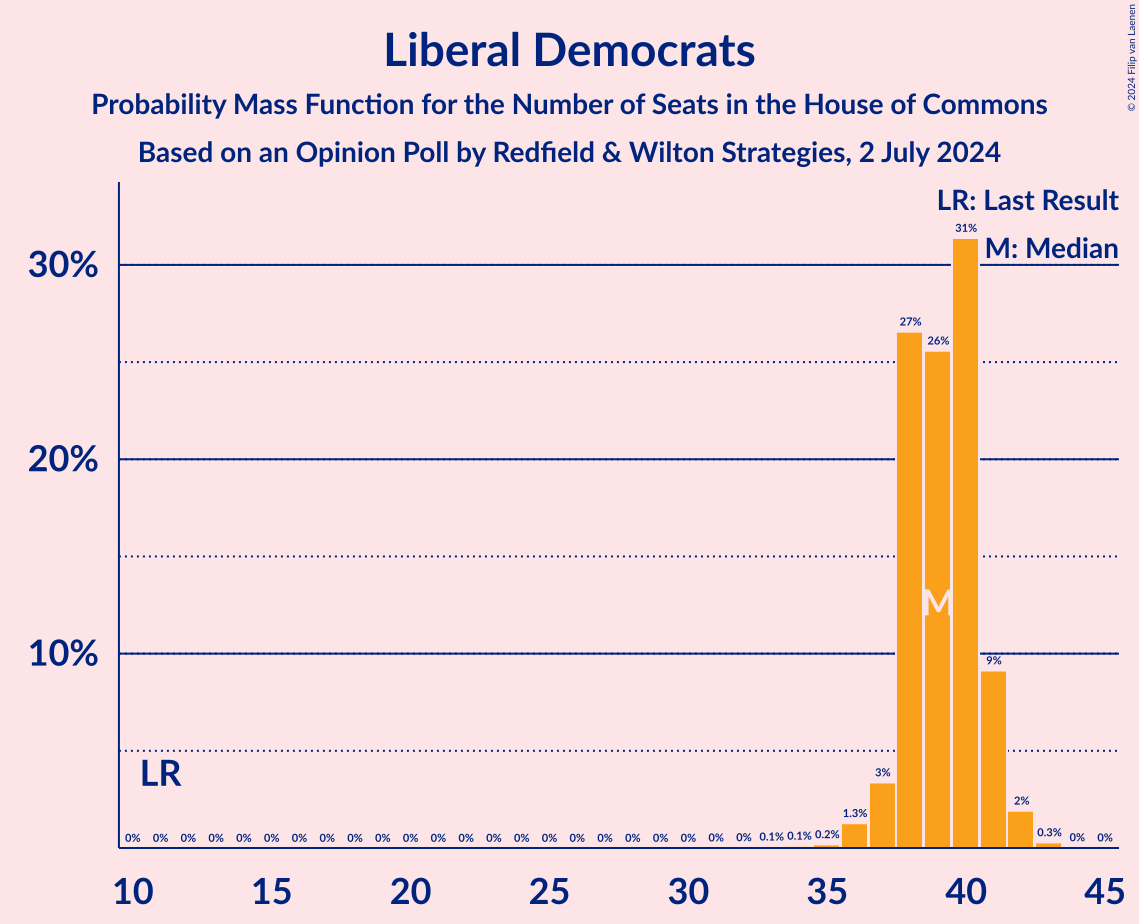 Liberal Democrats
Probability Mass Function for the Number of Seats in the House of Commons
Based on an Opinion Poll by Redfield & Wilton Strategies, 2 July 2024
© 2024 Filip van Laenen
LR: Last Result
M: Median
30%
20%
10%
LR
M
0% 0% 0% 0% 0% 0% 0% 0% 0% 0% 0% 0% 0% 0% 0% 0% 0% 0% 0% 0% 0% 0% 0% 0.1% 0.1% 0.2% 1.3% 3% 27% 26% 31% 9% 2% 0.3% 0% 0%
10 15 20 25 30 35 40 45